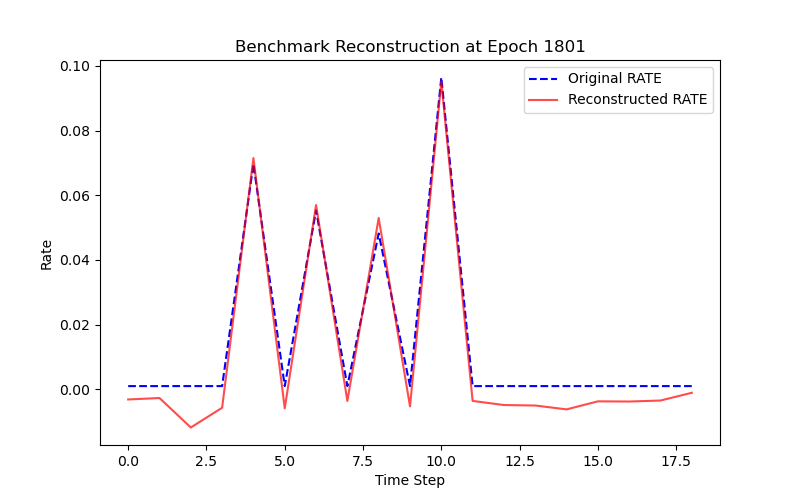 Benchmark Reconstruction at Epoch 1801
Original RATE
Reconstructed RATE
Rate
0.10
0.08
0.06
0.04
0.02
0.00
0.0 2.5 5.0 7.5 10.0 12.5 15.0 17.5
Time Step